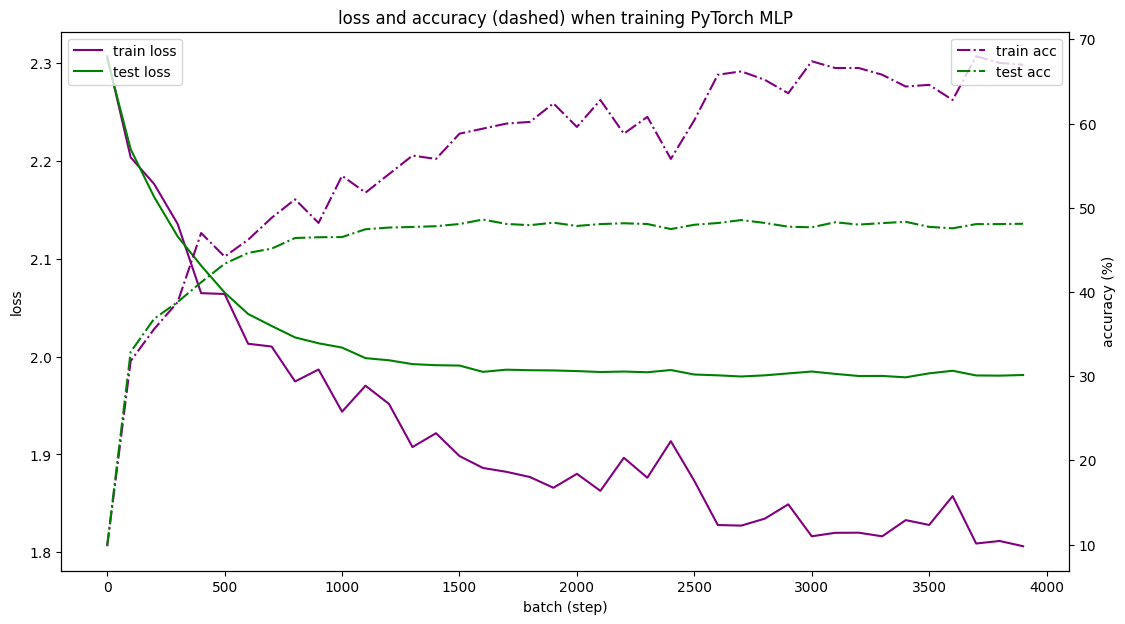 loss and accuracy (dashed) when training PyTorch MLP
train loss
test loss
train acc
test acc
2.3
2.2
2.1
2.0
1.9
1.8
loss
70
60
50
40
30
20
10
accuracy (%)
0 500 1000 1500 2000 2500 3000 3500 4000
batch (step)